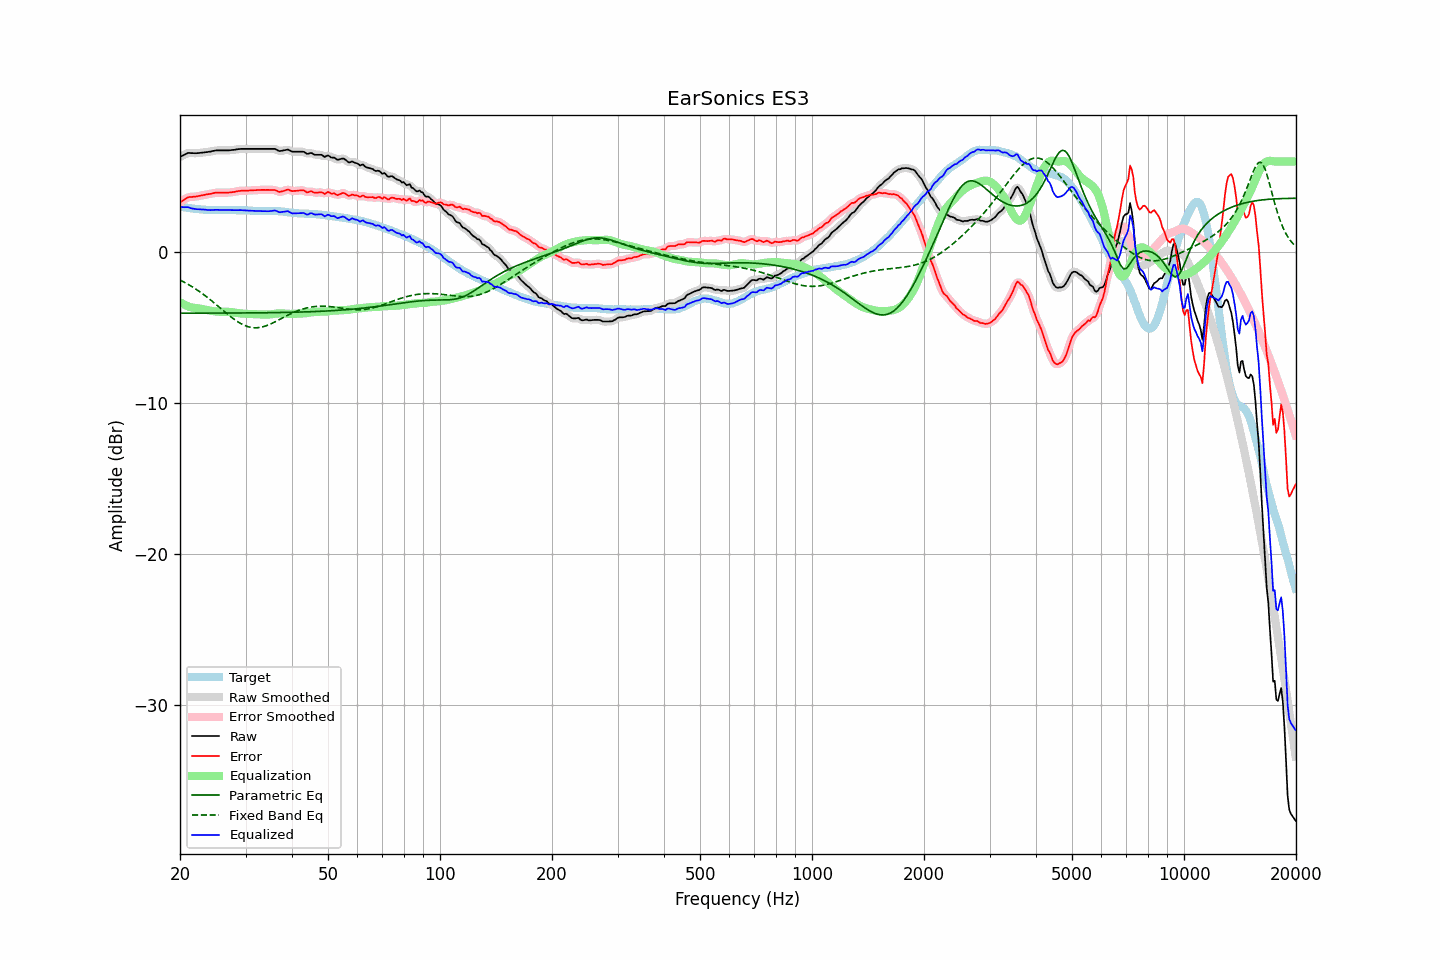 EarSonics ES3
Amplitude (dBr)
0
−10
−20
−30
Target
Raw Smoothed
Error Smoothed
Raw
Error
Equalization
Parametric Eq
Fixed Band Eq
Equalized
20 50 100 200 500 1000 2000 5000 10000 20000
Frequency (Hz)